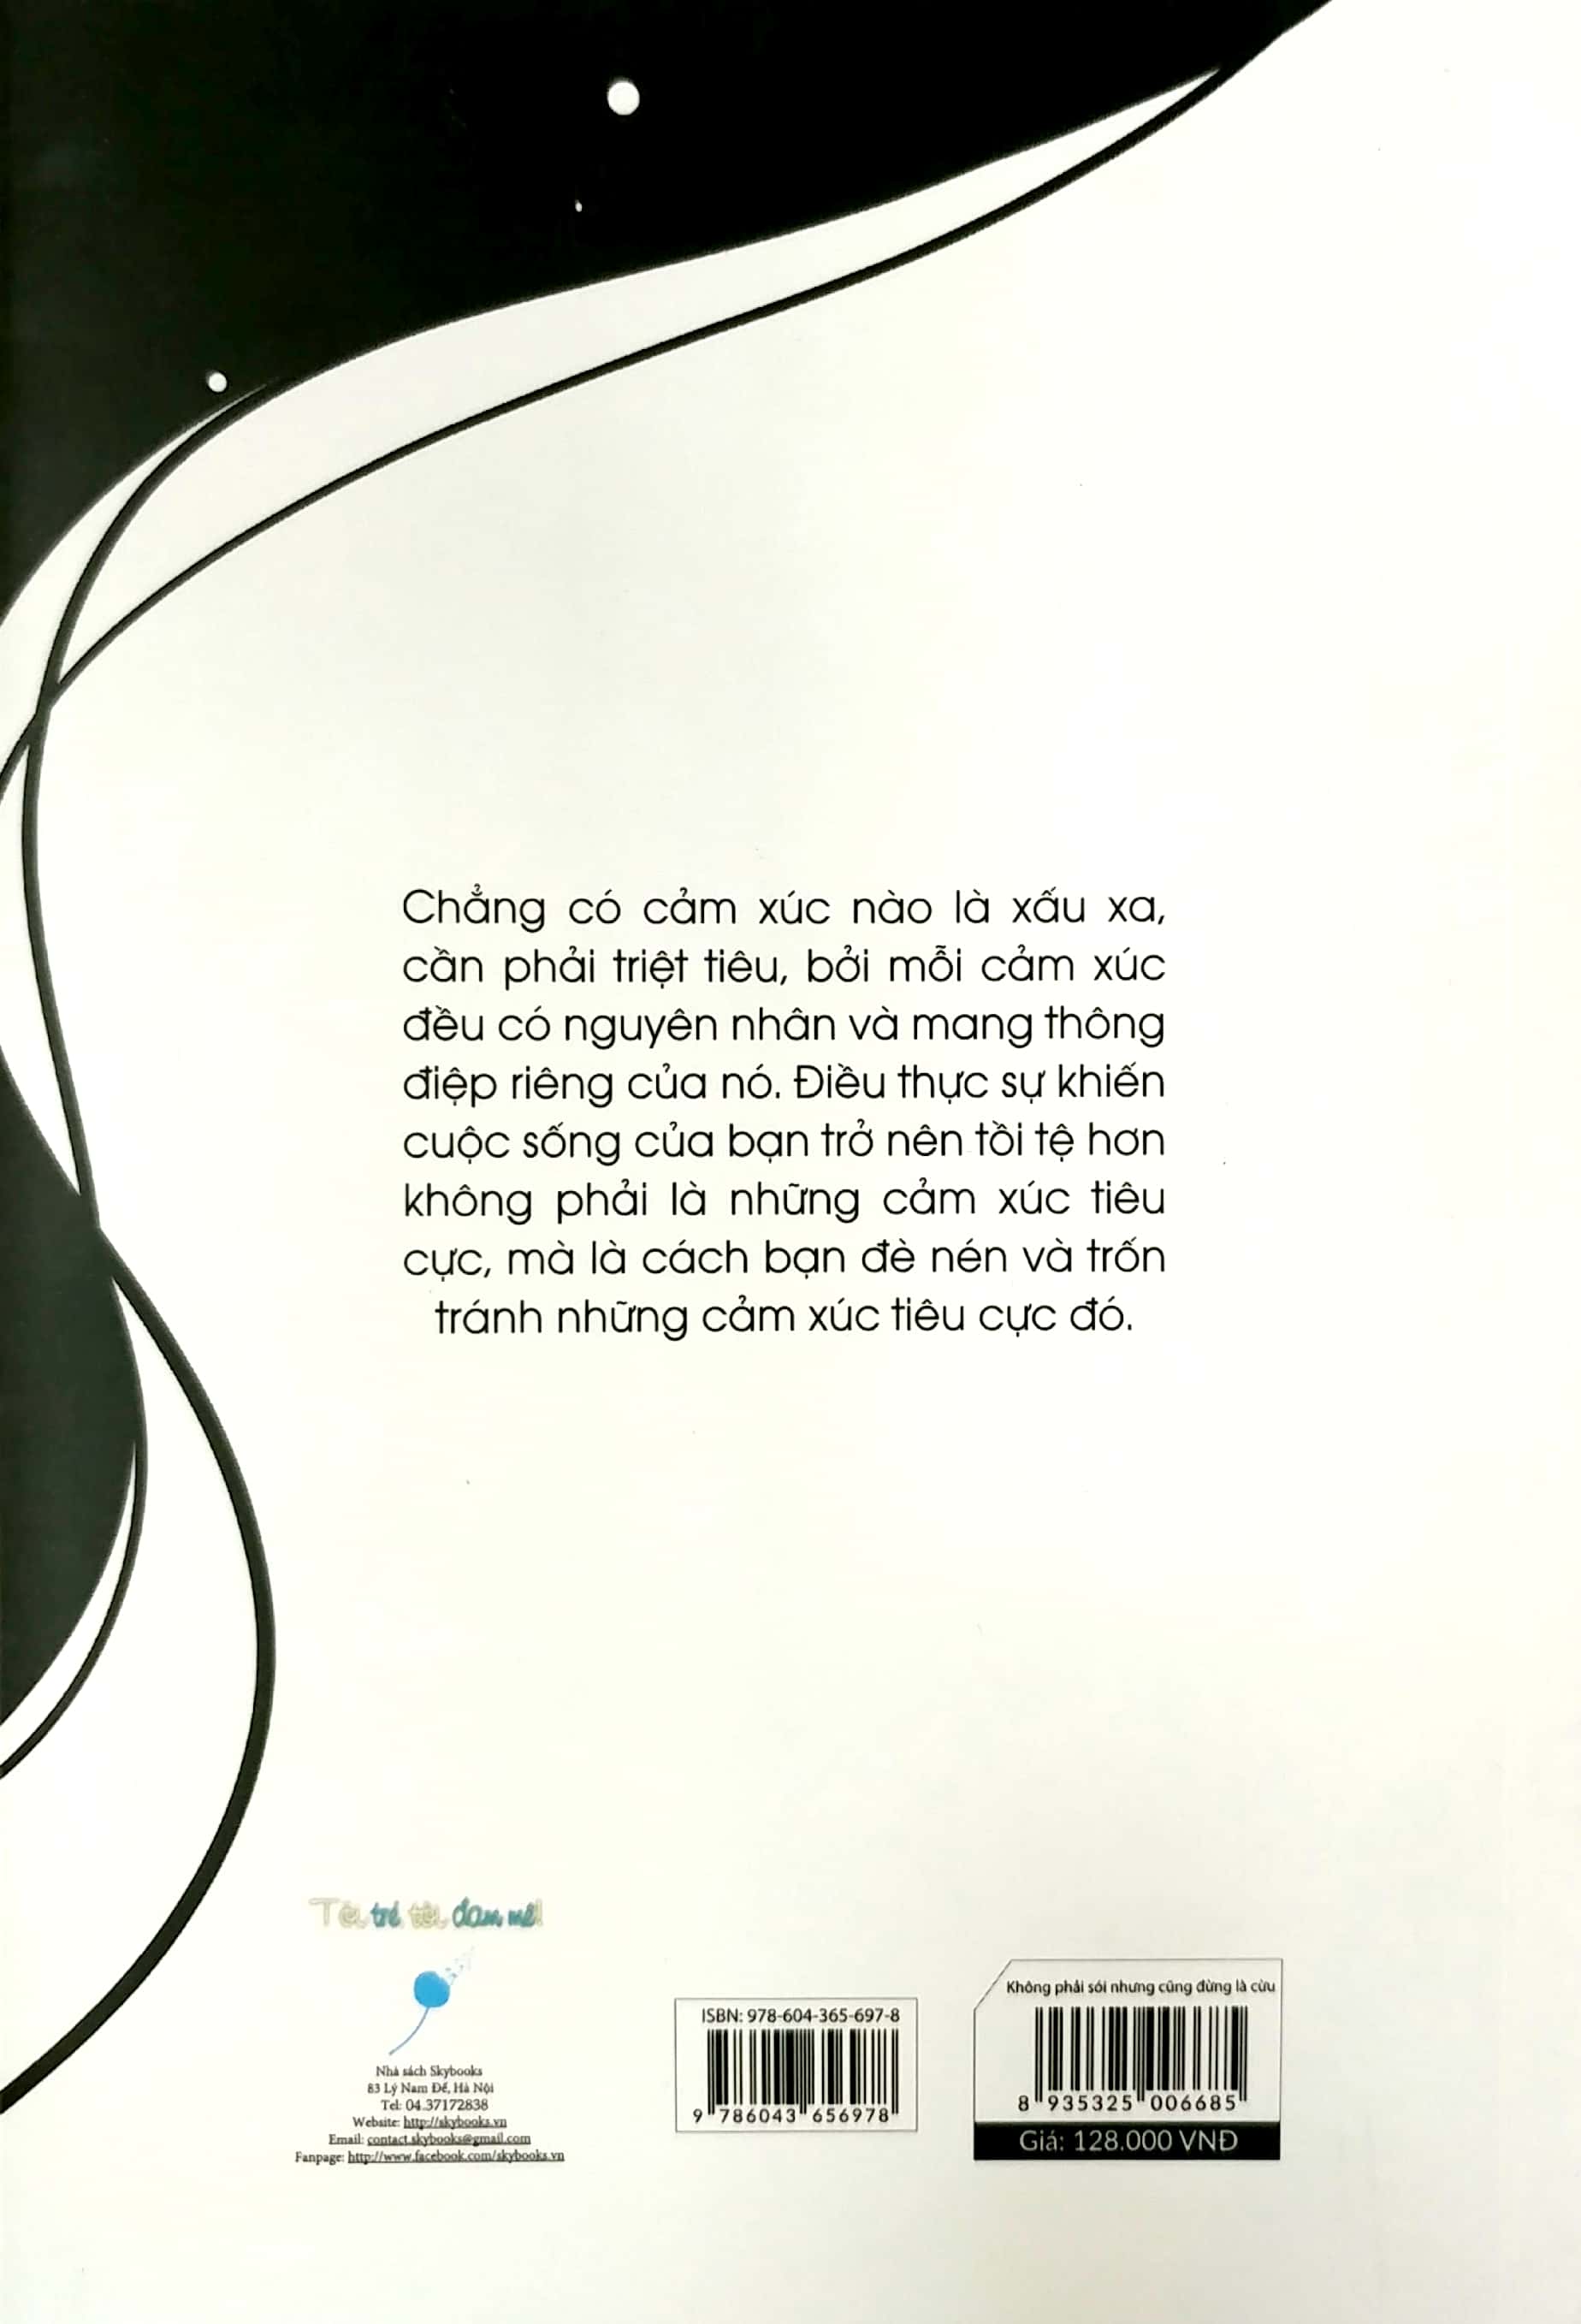 Chẳng có cảm xúc nào là xấu xa,
cần phải triệt tiêu, bởi mỗi cảm xúc
đều có nguyên nhân và mang thông
điệp riêng của nó. Điều thực sự khiến
cuộc sống của bạn trở nên tồi tệ hơn
không phải là những cảm xúc tiêu
cực, mà là cách bạn đè nén và trốn
tránh những cảm xúc tiêu cực đó.
Tôi trẻ tôi đam mê!
Nhà sách Skybooks
83 Lý Nam Đế, Hà Nội
Tel: 04.37172838
Website: http://skybooks.vn
Email: contact.skybooks@gmail.com
Fanpage: http://www.facebook.com/skybooks.vn
ISBN: 978-604-365-697-8
9 786043 656978
Không phải sói nhưng cũng đừng là cừu
8 935325 006685
Giá: 128.000 VNĐ